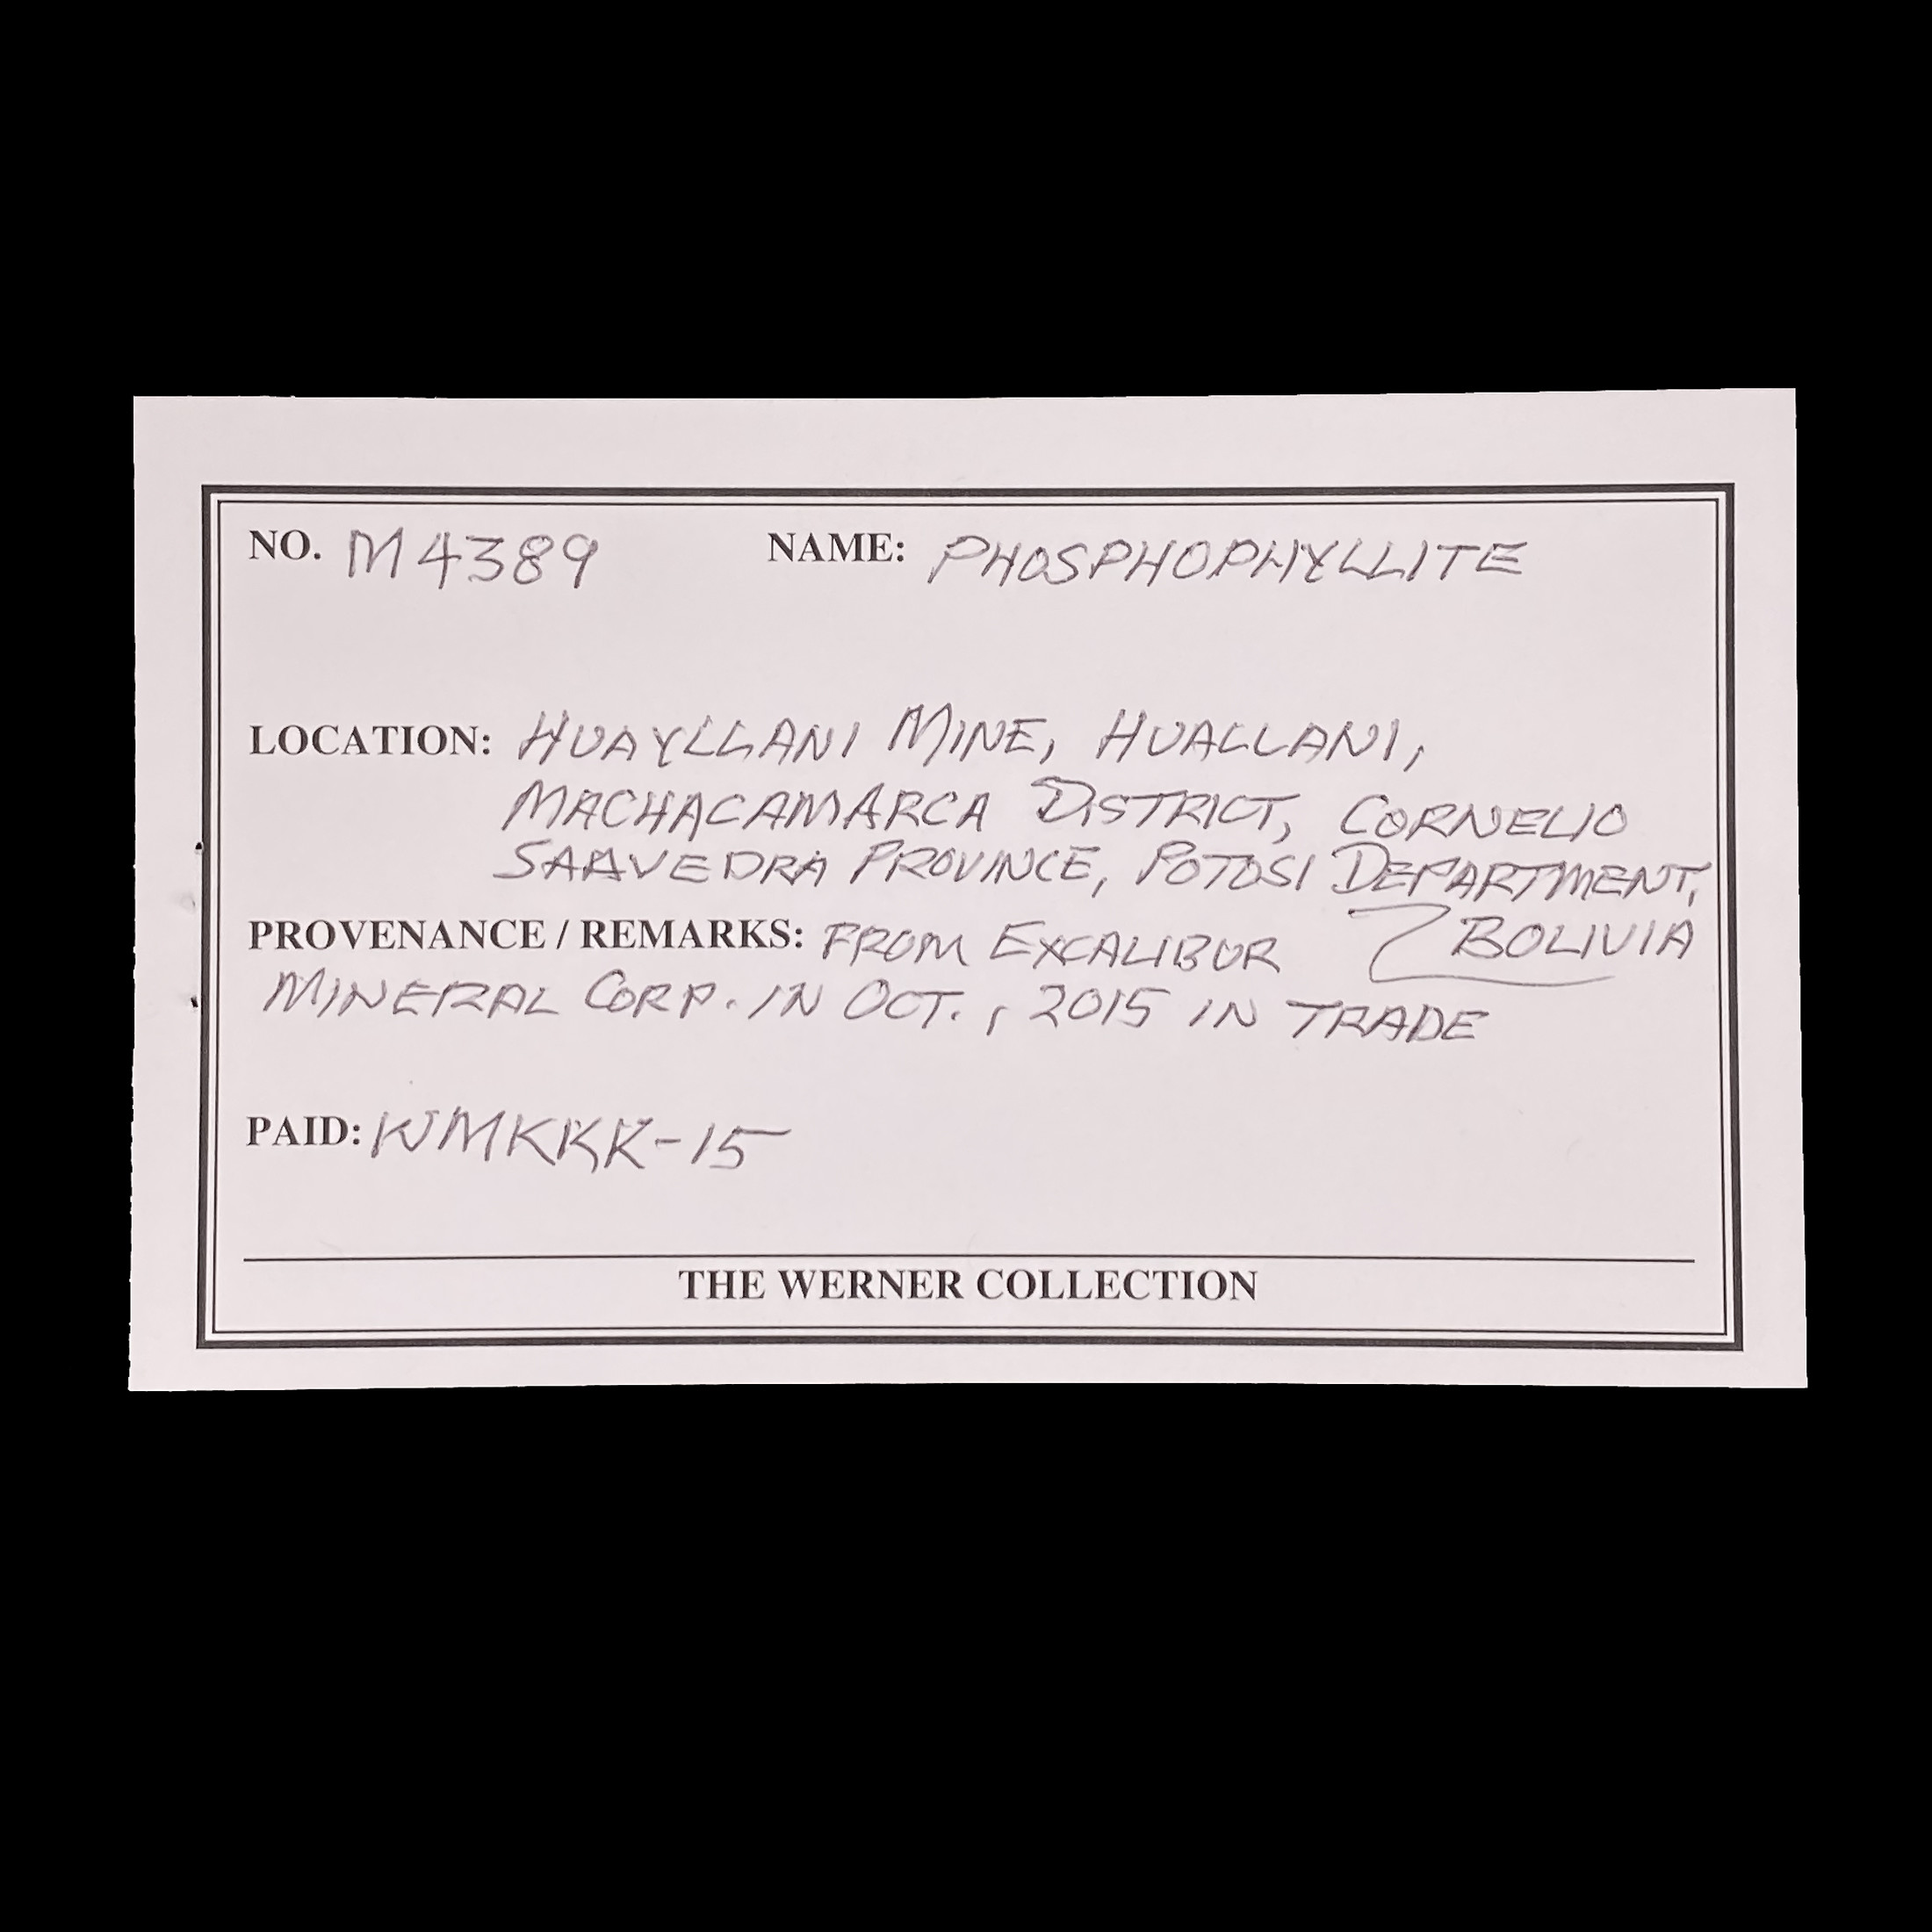 NO. M4389 NAME: PHOSPHOPHYLLITE
LOCATION: HUAYLLANI MINE, HUALLANI,
MACHACAMARCA DISTRICT, CORNELIO
SAAVEDRA PROVINCE, POTOSI DEPARTMENT,
BOLIVIA
PROVENANCE / REMARKS: FROM EXCALIBUR
MINERAL CORP. IN OCT., 2015 IN TRADE
PAID: WMKKK-15
THE WERNER COLLECTION